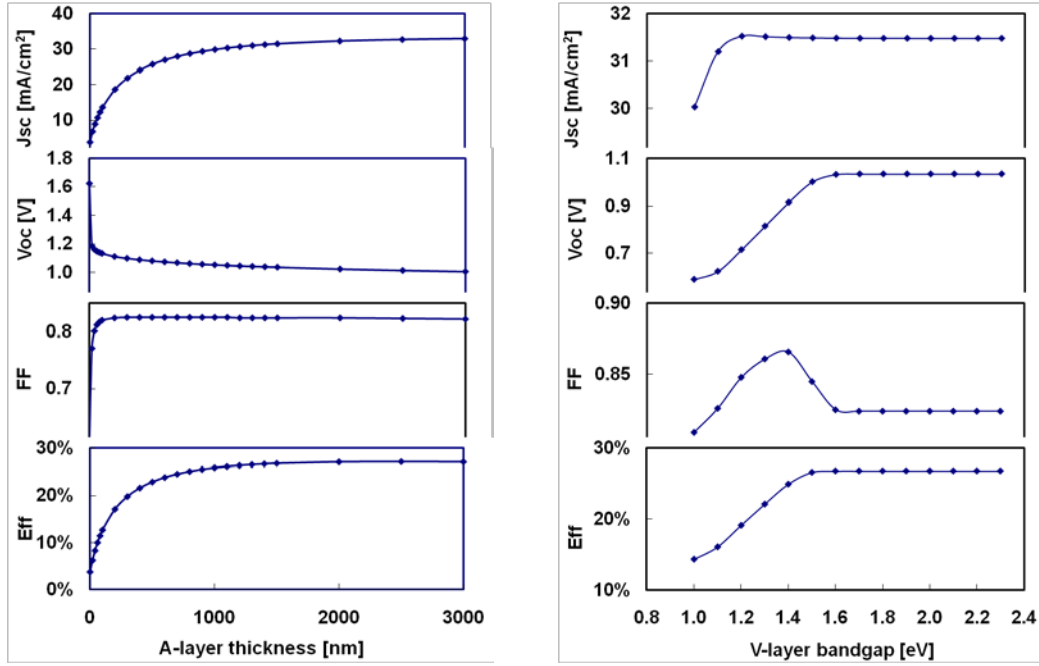 Jsc [mA/cm²]
40
30
20
10
Voc [V]
1.8
1.6
1.4
1.2
1.0
FF
0.8
0.7
Eff
30%
20%
10%
0%
0 1000 2000 3000
A-layer thickness [nm]
Jsc [mA/cm²]
32
31
30
Voc [V]
1.1
0.9
0.7
FF
0.90
0.85
Eff
30%
20%
10%
0.8 1.0 1.2 1.4 1.6 1.8 2.0 2.2 2.4
V-layer bandgap [eV]